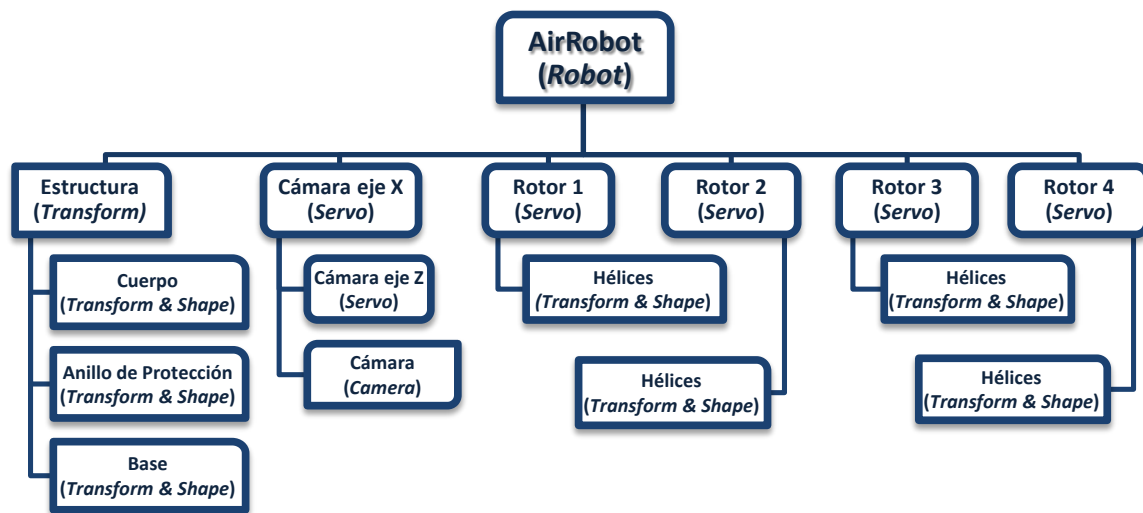 AirRobot
(Robot)
Estructura
(Transform)
Cámara eje X
(Servo)
Rotor 1
(Servo)
Rotor 2
(Servo)
Rotor 3
(Servo)
Rotor 4
(Servo)
Cuerpo
(Transform & Shape)
Anillo de Protección
(Transform & Shape)
Base
(Transform & Shape)
Cámara eje Z
(Servo)
Cámara
(Camera)
Hélices
(Transform & Shape)
Hélices
(Transform & Shape)
Hélices
(Transform & Shape)
Hélices
(Transform & Shape)